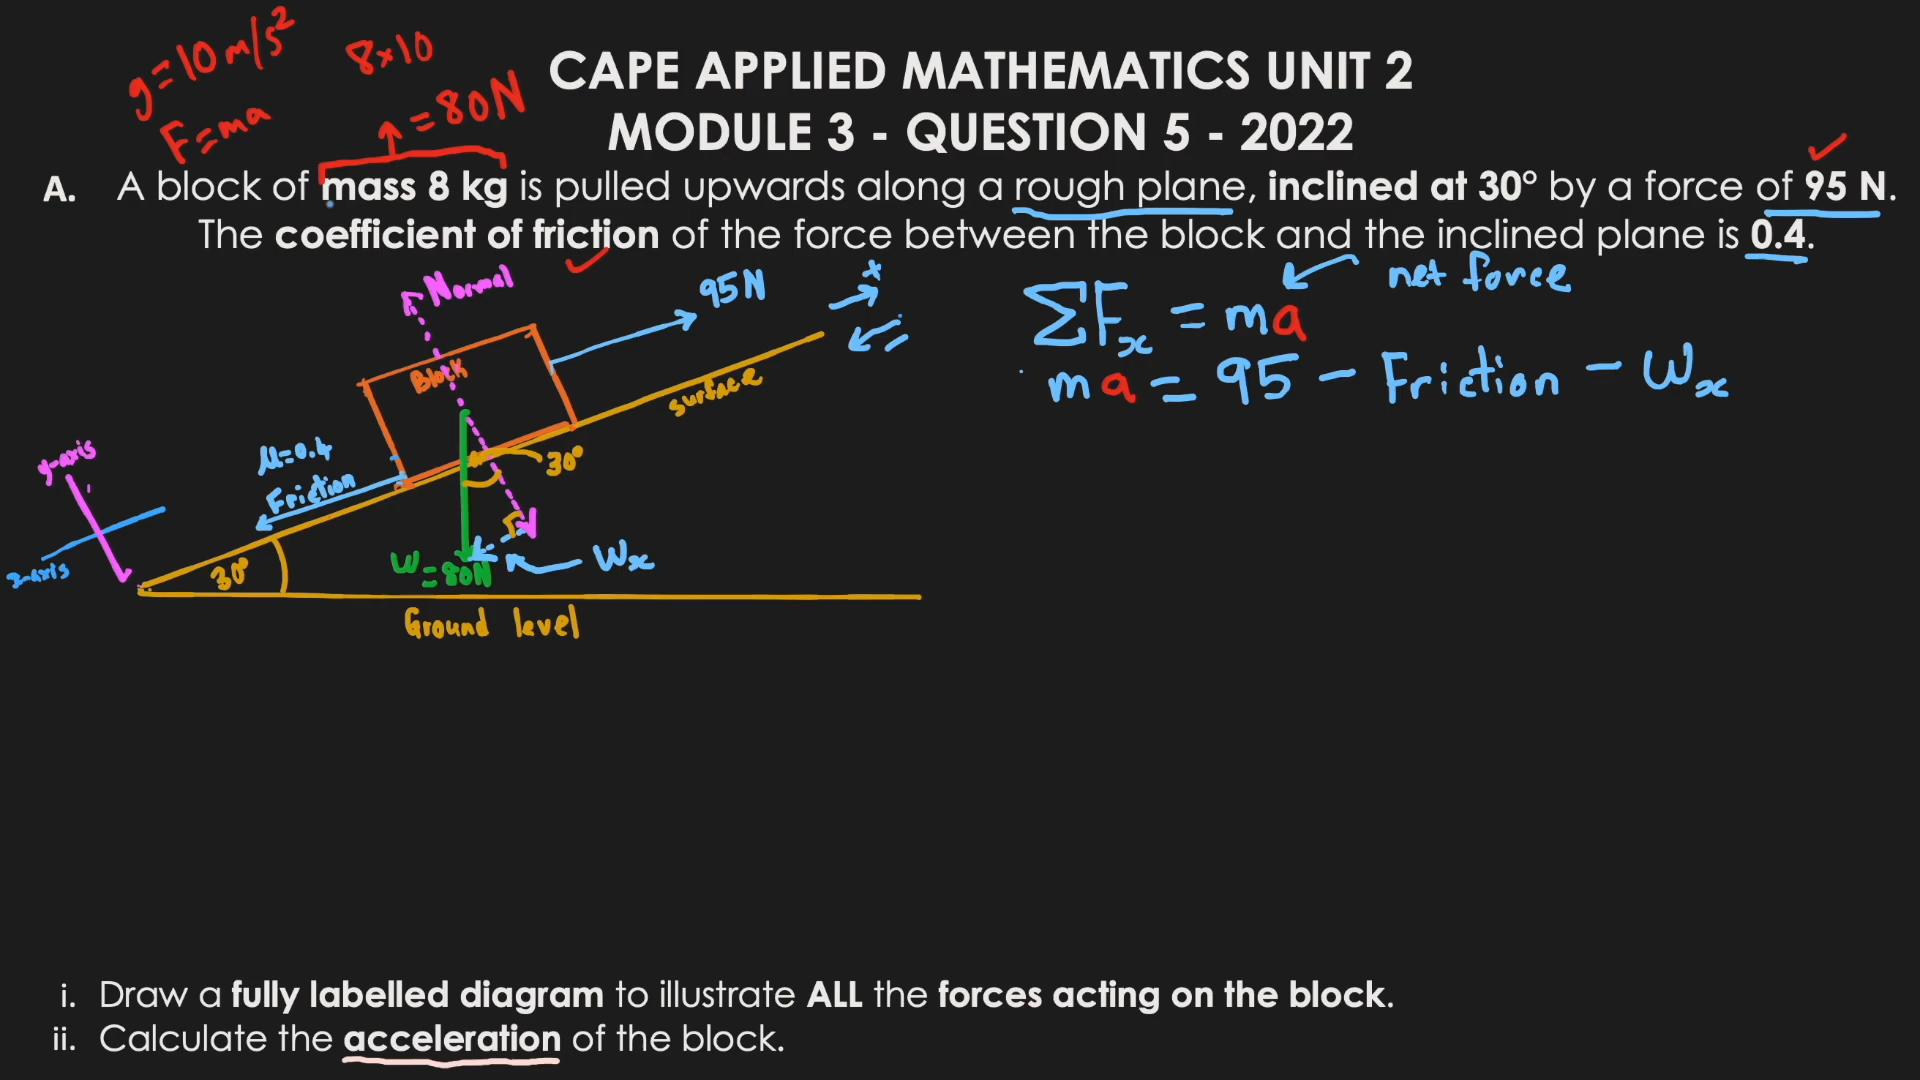 g=10m/s²
8×10
=80N
F=ma
CAPE APPLIED MATHEMATICS UNIT 2
MODULE 3 - QUESTION 5 - 2022
A. A block of mass 8 kg is pulled upwards along a rough plane, inclined at 30° by a force of 95 N.
The coefficient of friction of the force between the block and the inclined plane is 0.4.
Normal
95N
+
-
Block
surface
μ=0.4
Friction
30°
y-axis
x-axis
30°
W=80N
Wx
Ground level
net force
ΣFx = ma
ma = 95 - Friction - Wx
i. Draw a fully labelled diagram to illustrate ALL the forces acting on the block.
ii. Calculate the acceleration of the block.